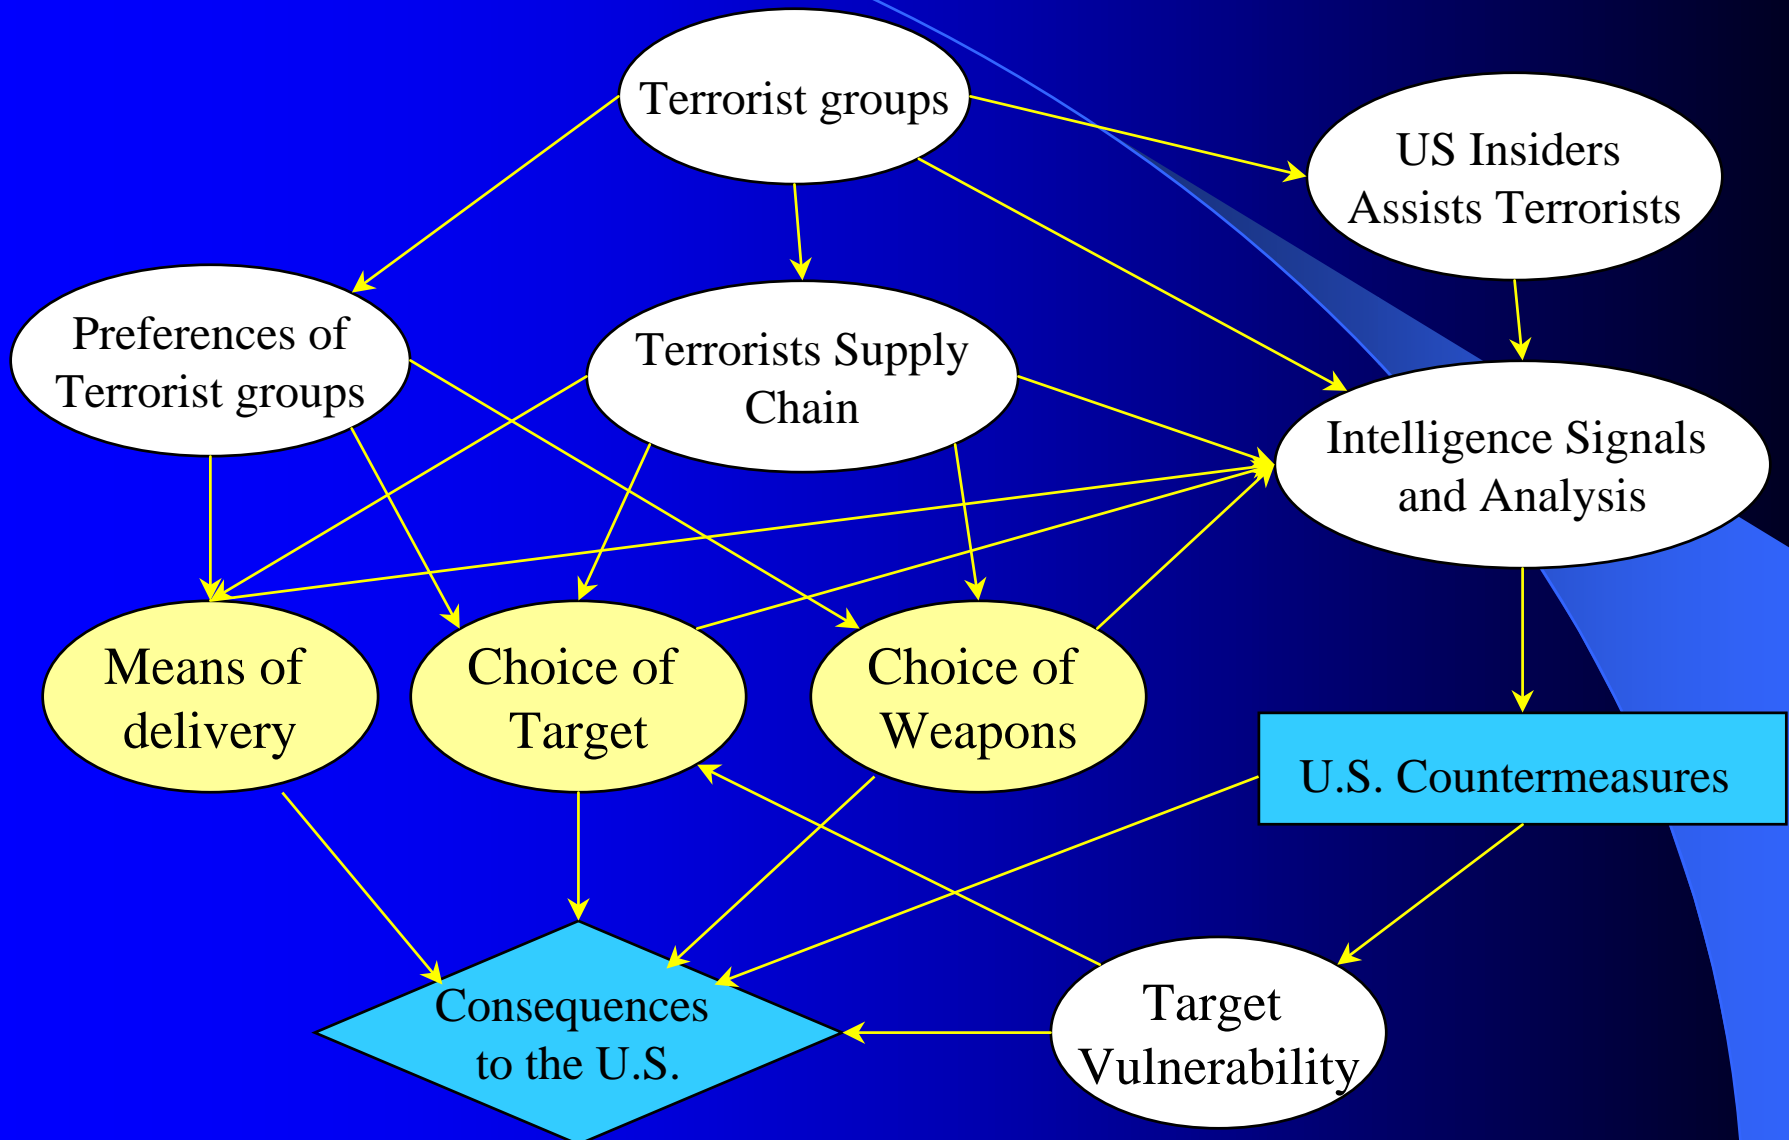 Terrorist groups
US Insiders
Assists Terrorists
Preferences of
Terrorist groups
Terrorists Supply
Chain
Intelligence Signals
and Analysis
Means of
delivery
Choice of
Target
Choice of
Weapons
U.S. Countermeasures
Consequences
to the U.S.
Target
Vulnerability